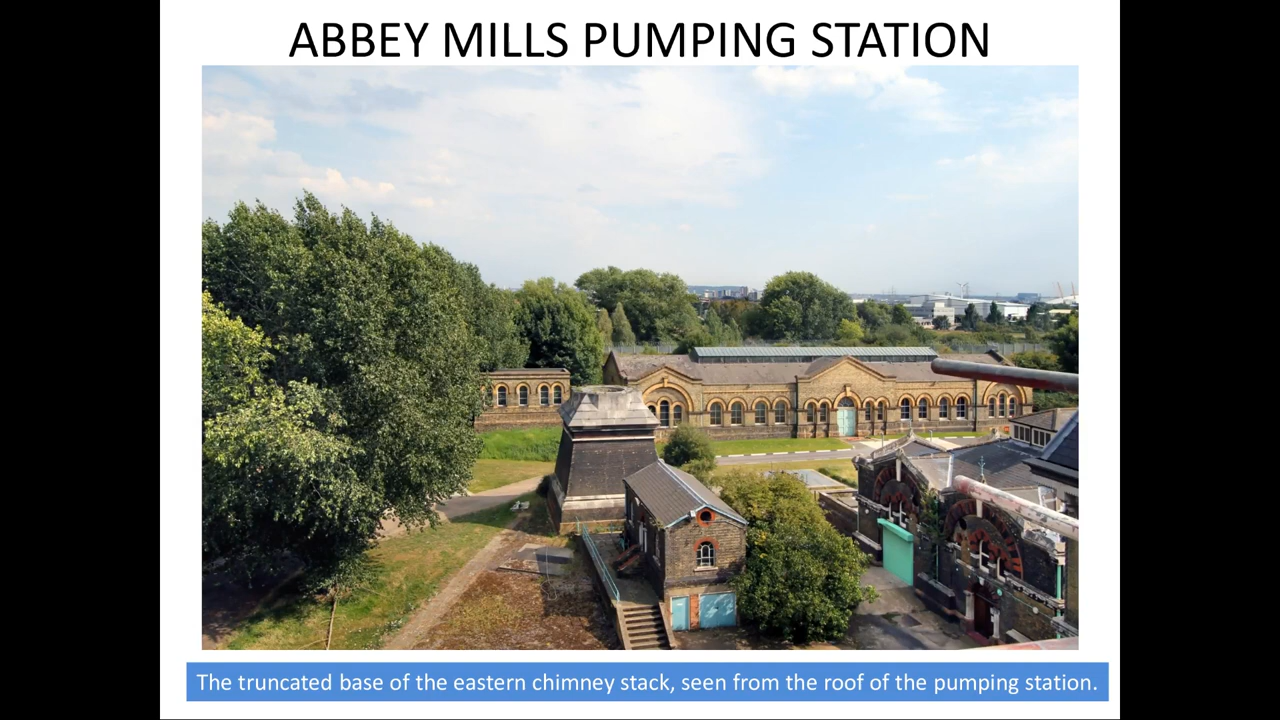 ABBEY MILLS PUMPING STATION
The truncated base of the eastern chimney stack, seen from the roof of the pumping station.